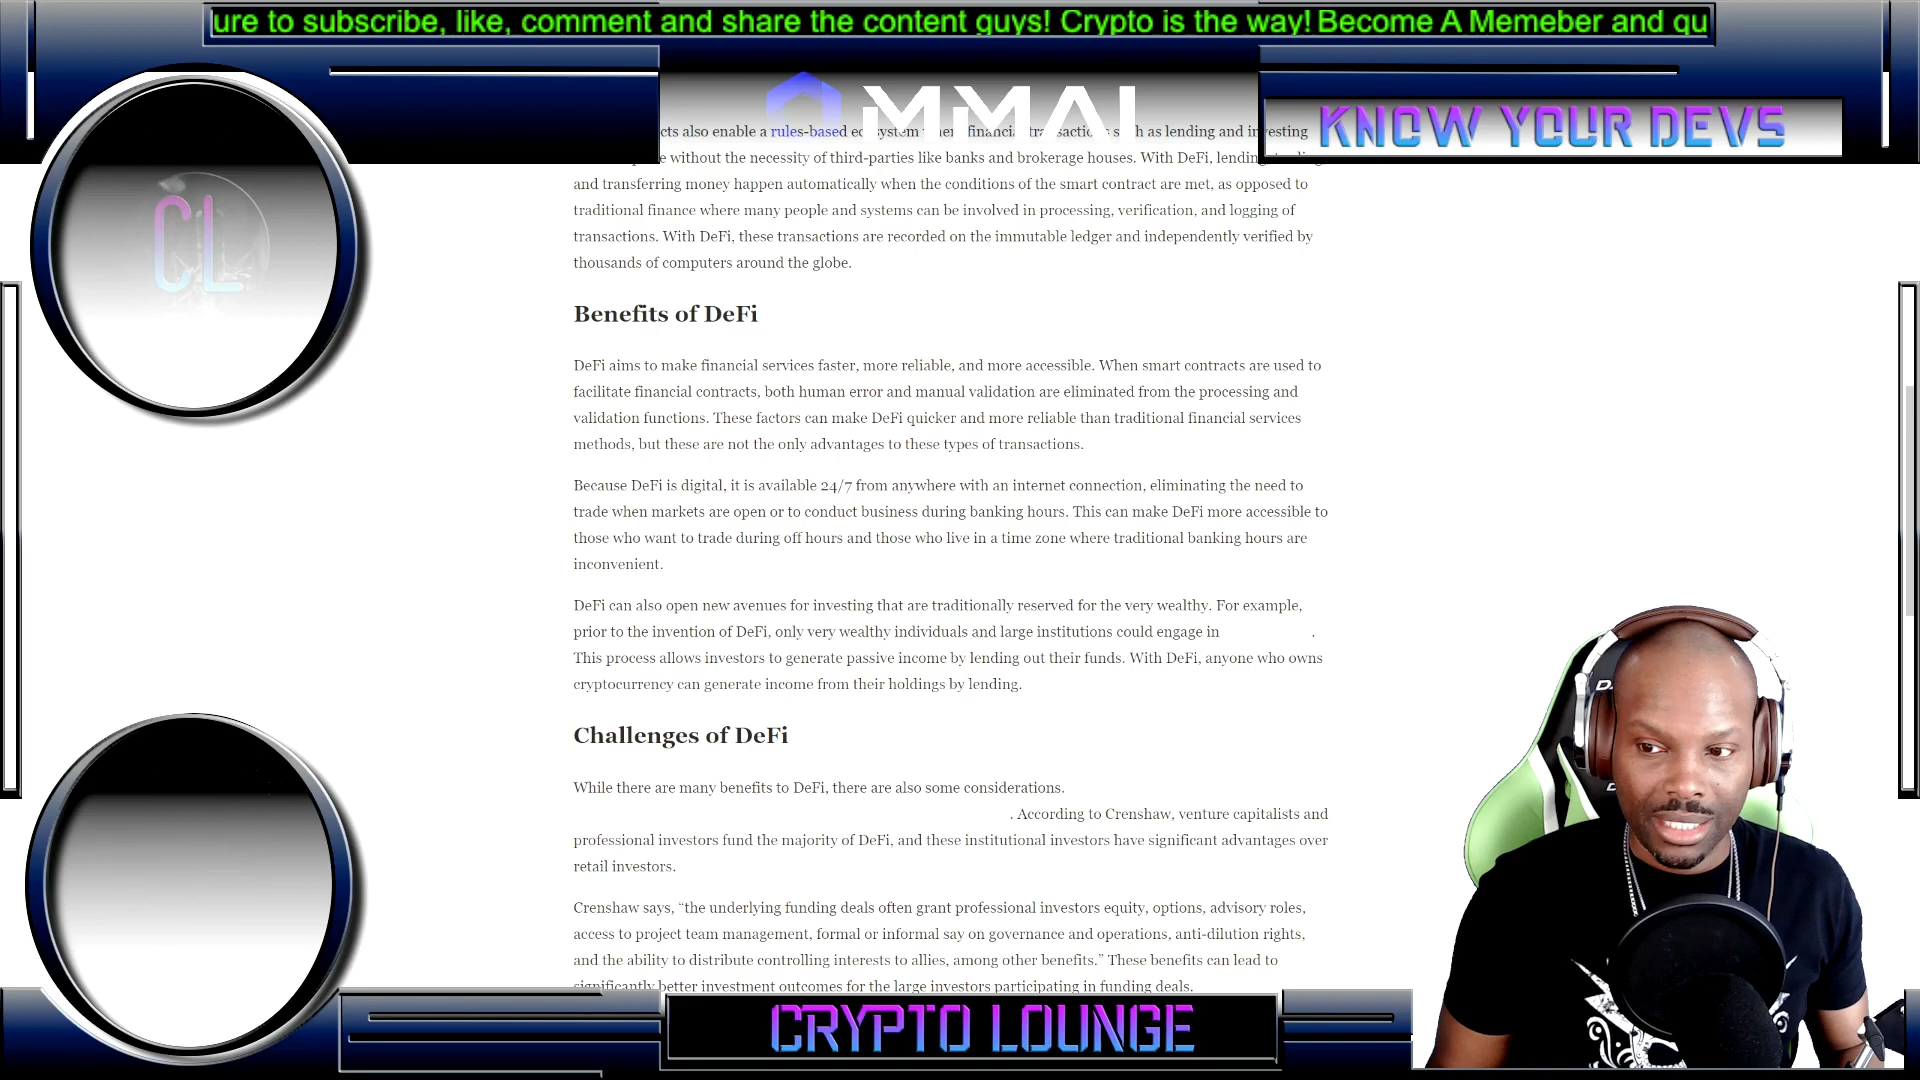 ure to subscribe, like, comment and share the content guys! Crypto is the way! Become A Memeber and qu
MMAI
KNOW YOUR DEVS
CL
cts also enable a rules-based ecosystem when financial transactions such as lending and investing
without the necessity of third-parties like banks and brokerage houses. With DeFi, lending, trading
and transferring money happen automatically when the conditions of the smart contract are met, as opposed to
traditional finance where many people and systems can be involved in processing, verification, and logging of
transactions. With DeFi, these transactions are recorded on the immutable ledger and independently verified by
thousands of computers around the globe.
Benefits of DeFi
DeFi aims to make financial services faster, more reliable, and more accessible. When smart contracts are used to
facilitate financial contracts, both human error and manual validation are eliminated from the processing and
validation functions. These factors can make DeFi quicker and more reliable than traditional financial services
methods, but these are not the only advantages to these types of transactions.
Because DeFi is digital, it is available 24/7 from anywhere with an internet connection, eliminating the need to
trade when markets are open or to conduct business during banking hours. This can make DeFi more accessible to
those who want to trade during off hours and those who live in a time zone where traditional banking hours are
inconvenient.
DeFi can also open new avenues for investing that are traditionally reserved for the very wealthy. For example,
prior to the invention of DeFi, only very wealthy individuals and large institutions could engage in .
This process allows investors to generate passive income by lending out their funds. With DeFi, anyone who owns
cryptocurrency can generate income from their holdings by lending.
Challenges of DeFi
While there are many benefits to DeFi, there are also some considerations.
. According to Crenshaw, venture capitalists and
professional investors fund the majority of DeFi, and these institutional investors have significant advantages over
retail investors.
Crenshaw says, “the underlying funding deals often grant professional investors equity, options, advisory roles,
access to project team management, formal or informal say on governance and operations, anti-dilution rights,
and the ability to distribute controlling interests to allies, among other benefits.” These benefits can lead to
significantly better investment outcomes for the large investors participating in funding deals.
CRYPTO LOUNGE